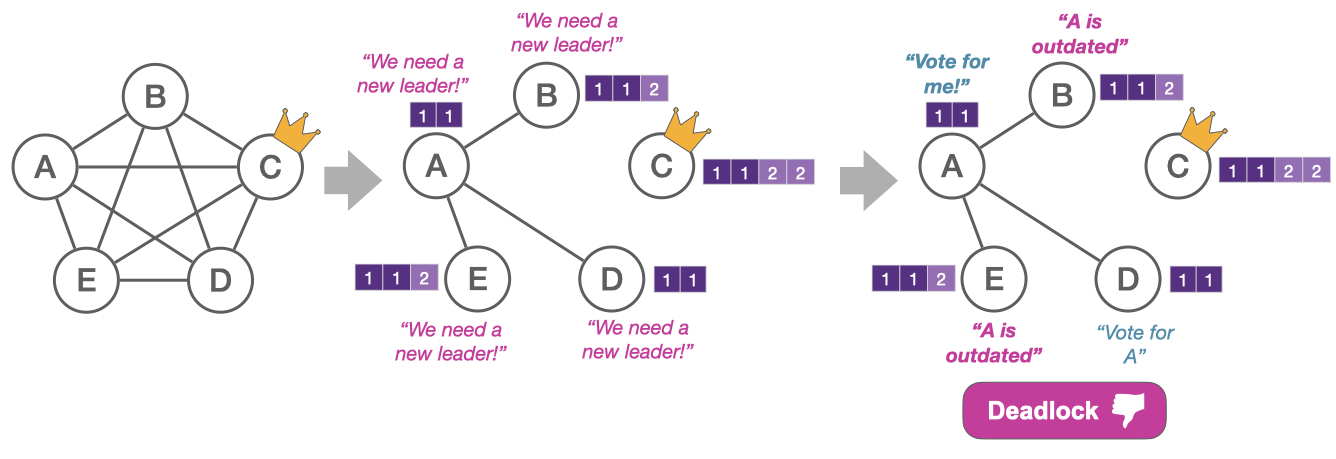 B
A
C
E
D
“We need a
new leader!”
1 1
A
“We need a
new leader!”
B
1 1 2
C
1 1 2 2
1 1 2
E
“We need a
new leader!”
D
1 1
“We need a
new leader!”
“Vote for
me!”
1 1
A
“A is
outdated”
B
1 1 2
C
1 1 2 2
1 1 2
E
“A is
outdated”
D
1 1
“Vote for
A”
Deadlock